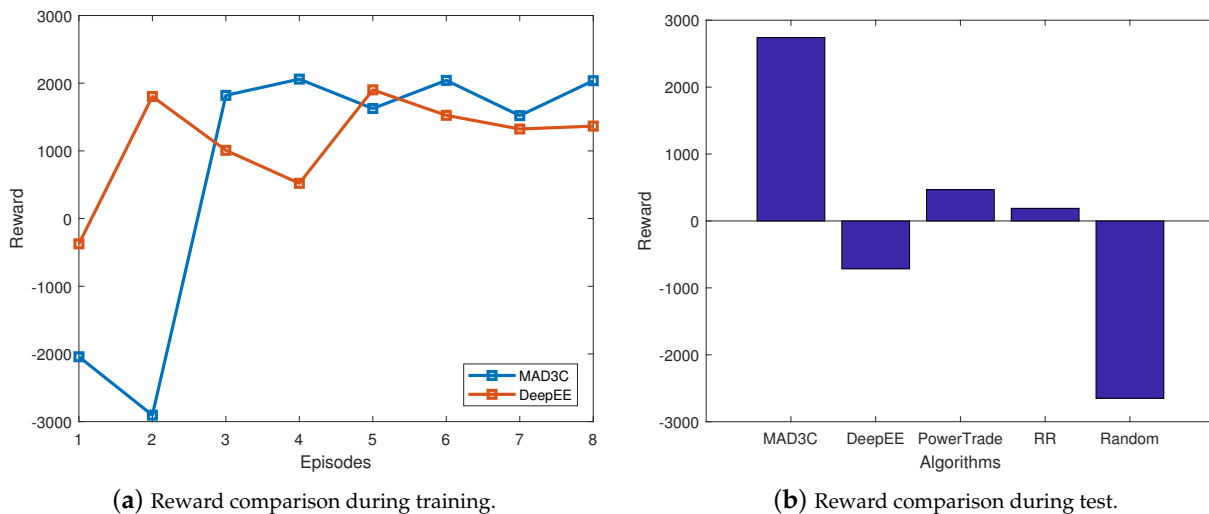 3000
2000
1000
0
-1000
-2000
-3000
Reward
1 2 3 4 5 6 7 8
Episodes
MAD3C
DeepEE
(a) Reward comparison during training.
3000
2000
1000
0
-1000
-2000
-3000
Reward
MAD3C DeepEE PowerTrade RR Random
Algorithms
(b) Reward comparison during test.